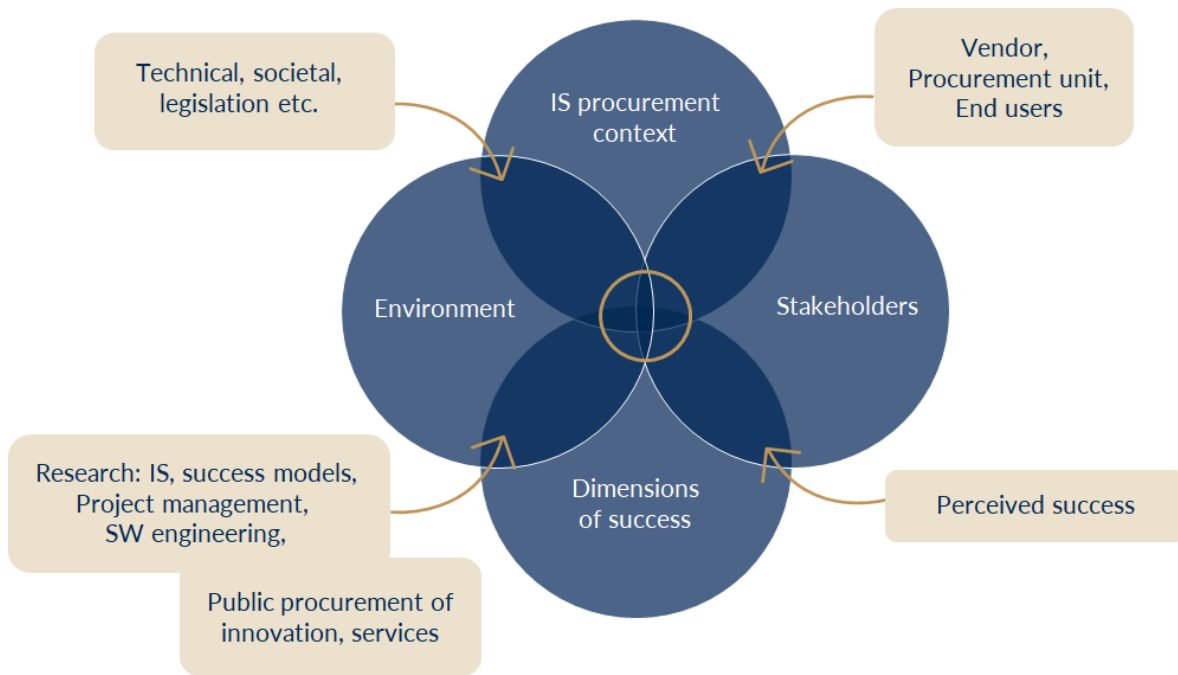 Technical, societal,
legislation etc.
IS procurement
context
Vendor,
Procurement unit,
End users
Environment
Stakeholders
Research: IS, success models,
Project management,
SW engineering,
Public procurement of
innovation, services
Dimensions
of success
Perceived success